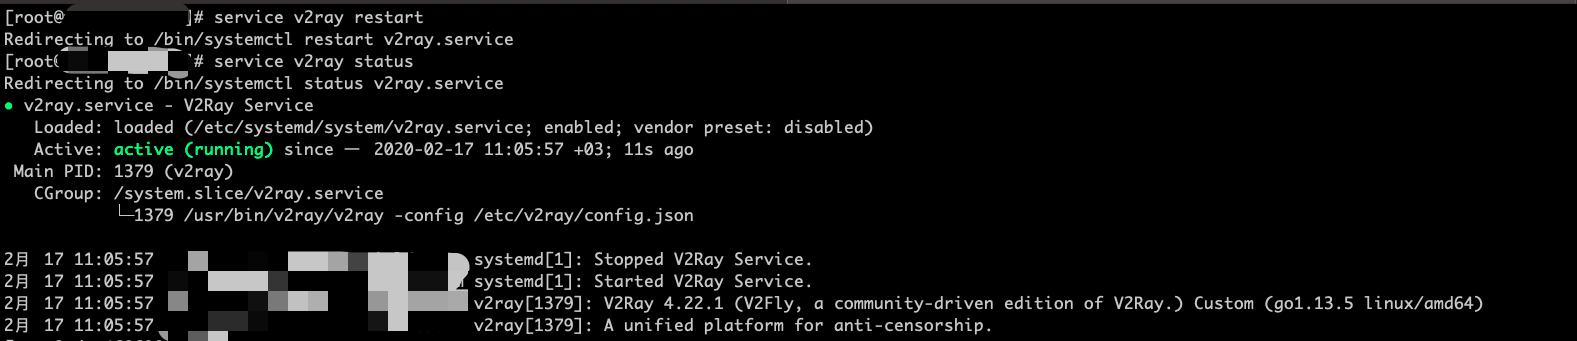 [root@ ]# service v2ray restart
Redirecting to /bin/systemctl restart v2ray.service
[root@ ]# service v2ray status
Redirecting to /bin/systemctl status v2ray.service
● v2ray.service - V2Ray Service
Loaded: loaded (/etc/systemd/system/v2ray.service; enabled; vendor preset: disabled)
Active: active (running) since 一 2020-02-17 11:05:57 +03; 11s ago
Main PID: 1379 (v2ray)
CGroup: /system.slice/v2ray.service
└─1379 /usr/bin/v2ray/v2ray -config /etc/v2ray/config.json
2月 17 11:05:57 systemd[1]: Stopped V2Ray Service.
2月 17 11:05:57 systemd[1]: Started V2Ray Service.
2月 17 11:05:57 v2ray[1379]: V2Ray 4.22.1 (V2Fly, a community-driven edition of V2Ray.) Custom (go1.13.5 linux/amd64)
2月 17 11:05:57 v2ray[1379]: A unified platform for anti-censorship.